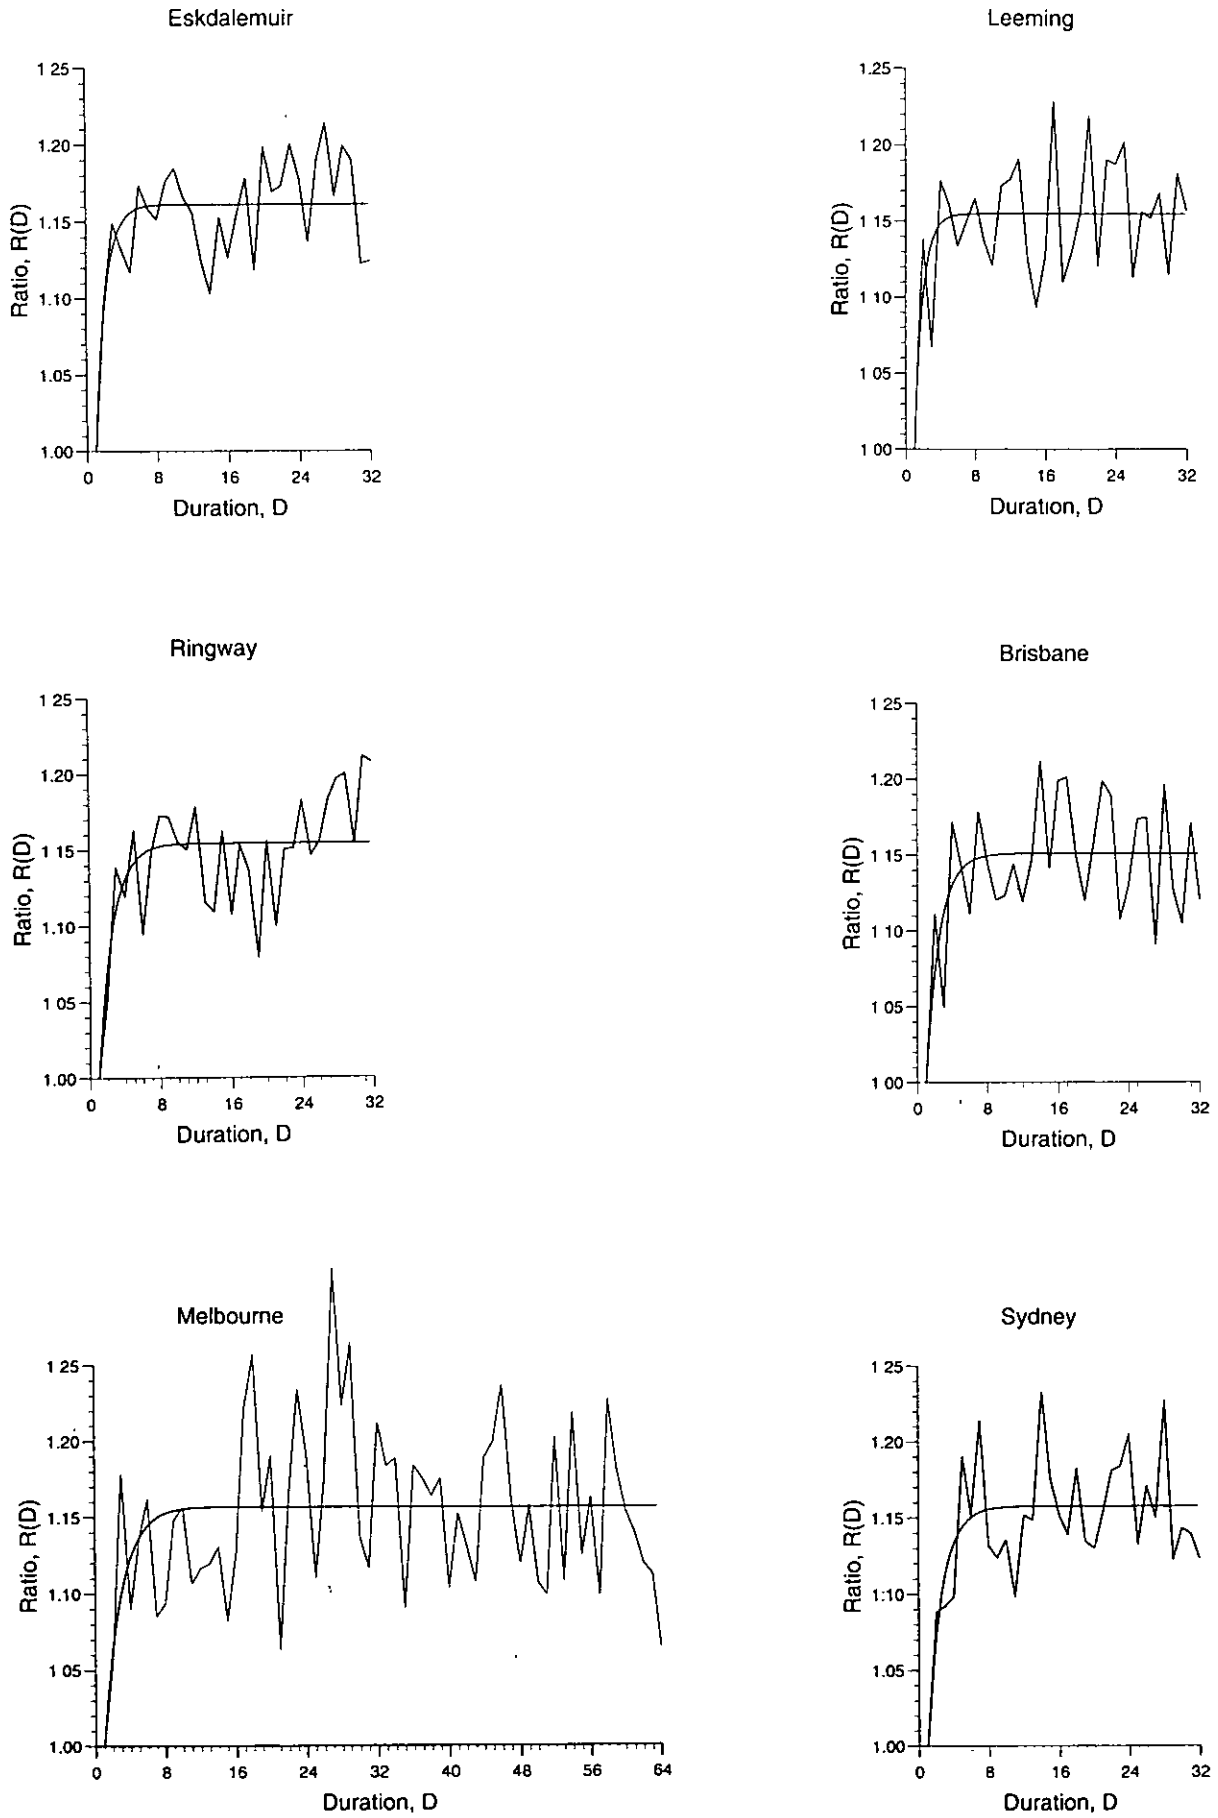 Eskdalemuir
1 25
1.20
1.15
1.10
1.05
1.00
Ratio, R(D)
0 8 16 24 32
Duration, D
Leeming
1.25
1.20
1.15
1.10
1 05
1 00
Ratio, R(D)
0 8 16 24 32
Duration, D
Ringway
1 25
1.20
1.15
1.10
1 05
1.00
Ratio, R(D)
0 8 16 24 32
Duration, D
Brisbane
1 25
1.20
1.15
1 10
1 05
1 00
Ratio, R(D)
0 8 16 24 32
Duration, D
Melbourne
1 25
1.20
1.15
1.10
1 05
1.00
Ratio, R(D)
0 8 16 24 32 40 48 56 64
Duration, D
Sydney
1 25
1.20
1.15
1.10
1 05
1.00
Ratio, R(D)
0 8 16 24 32
Duration, D